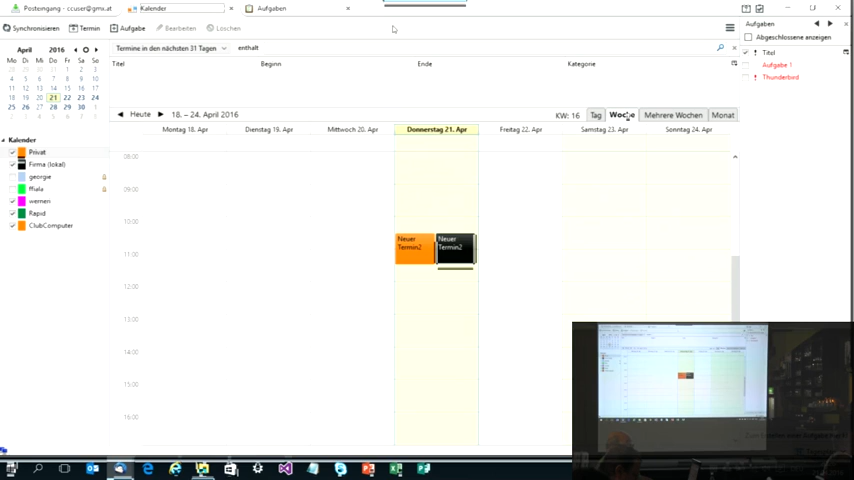 Posteingang - ccuser@gmx.at
Kalender
Aufgaben
Synchronisieren Termin Aufgabe Bearbeiten Löschen
Aufgaben
Abgeschlossene anzeigen
Titel
Aufgabe 1
Thunderbird
April 2016
Mo Di Mi Do Fr Sa So
28 29 30 31 1 2 3
4 5 6 7 8 9 10
11 12 13 14 15 16 17
18 19 20 21 22 23 24
25 26 27 28 29 30 1
Termine in den nächsten 31 Tagen enthält
Titel Beginn Ende Kategorie
Heute 18. – 24. April 2016 KW: 16 Tag Woche Mehrere Wochen Monat
Montag 18. Apr Dienstag 19. Apr Mittwoch 20. Apr Donnerstag 21. Apr Freitag 22. Apr Samstag 23. Apr Sonntag 24. Apr
Kalender
Privat
Firma (lokal)
georgie
ffiala
wernen
Rapid
ClubComputer
08:00
09:00
10:00
Neuer Termin2
Neuer Termin2
11:00
12:00
13:00
14:00
15:00
16:00